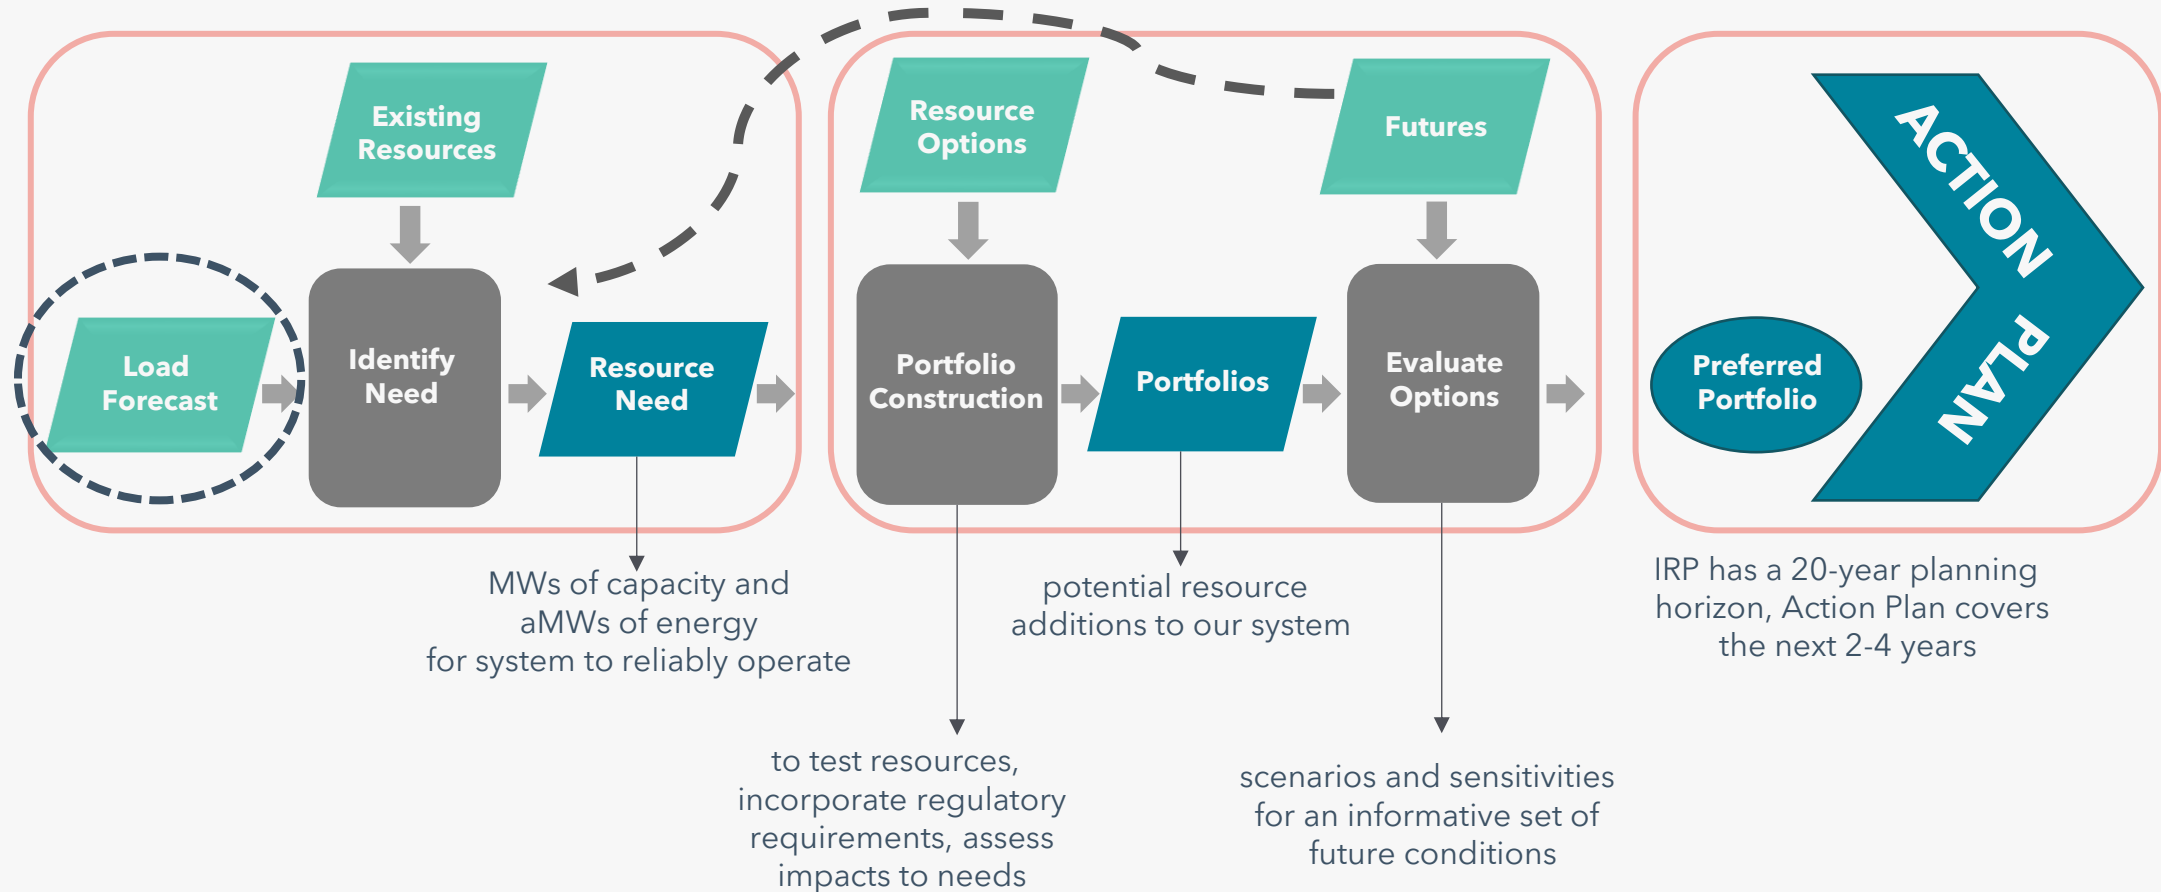 Existing
Resources
Resource
Options
Futures
Load
Forecast
Identify
Need
Resource
Need
Portfolio
Construction
Portfolios
Evaluate
Options
Preferred
Portfolio
ACTION PLAN
MWs of capacity and
aMWs of energy
for system to reliably operate
potential resource
additions to our system
IRP has a 20-year planning
horizon, Action Plan covers
the next 2-4 years
to test resources,
incorporate regulatory
requirements, assess
impacts to needs
scenarios and sensitivities
for an informative set of
future conditions